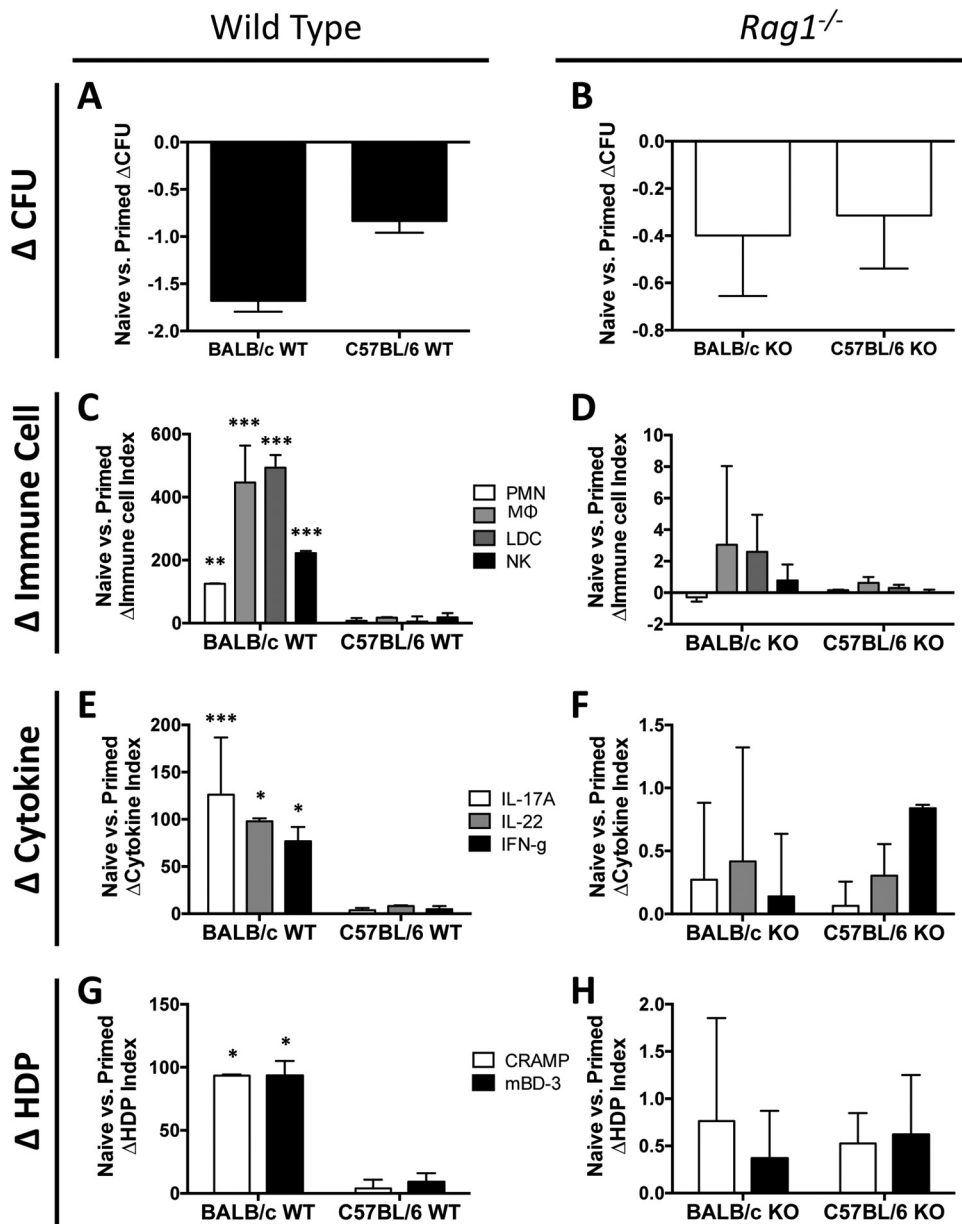 Wild Type
Rag1-/-
Δ CFU
A
Naive vs. Primed ΔCFU
0.0
-0.5
-1.0
-1.5
-2.0
BALB/c WT
C57BL/6 WT
B
Naive vs. Primed ΔCFU
0.0
-0.2
-0.4
-0.6
-0.8
BALB/c KO
C57BL/6 KO
Δ Immune Cell
C
Naive vs. Primed
ΔImmune cell Index
600
400
200
0
**
***
***
***
BALB/c WT
C57BL/6 WT
PMN
MΦ
LDC
NK
D
Naive vs. Primed
ΔImmune cell Index
10
8
6
4
2
0
-2
BALB/c KO
C57BL/6 KO
Δ Cytokine
E
Naive vs. Primed
ΔCytokine Index
200
150
100
50
0
***
*
*
BALB/c WT
C57BL/6 WT
IL-17A
IL-22
IFN-g
F
Naive vs. Primed
ΔCytokine Index
1.5
1.0
0.5
0.0
BALB/c KO
C57BL/6 KO
Δ HDP
G
Naive vs. Primed
ΔHDP Index
150
100
50
0
*
*
BALB/c WT
C57BL/6 WT
CRAMP
mBD-3
H
Naive vs. Primed
ΔHDP Index
2.0
1.5
1.0
0.5
0.0
BALB/c KO
C57BL/6 KO